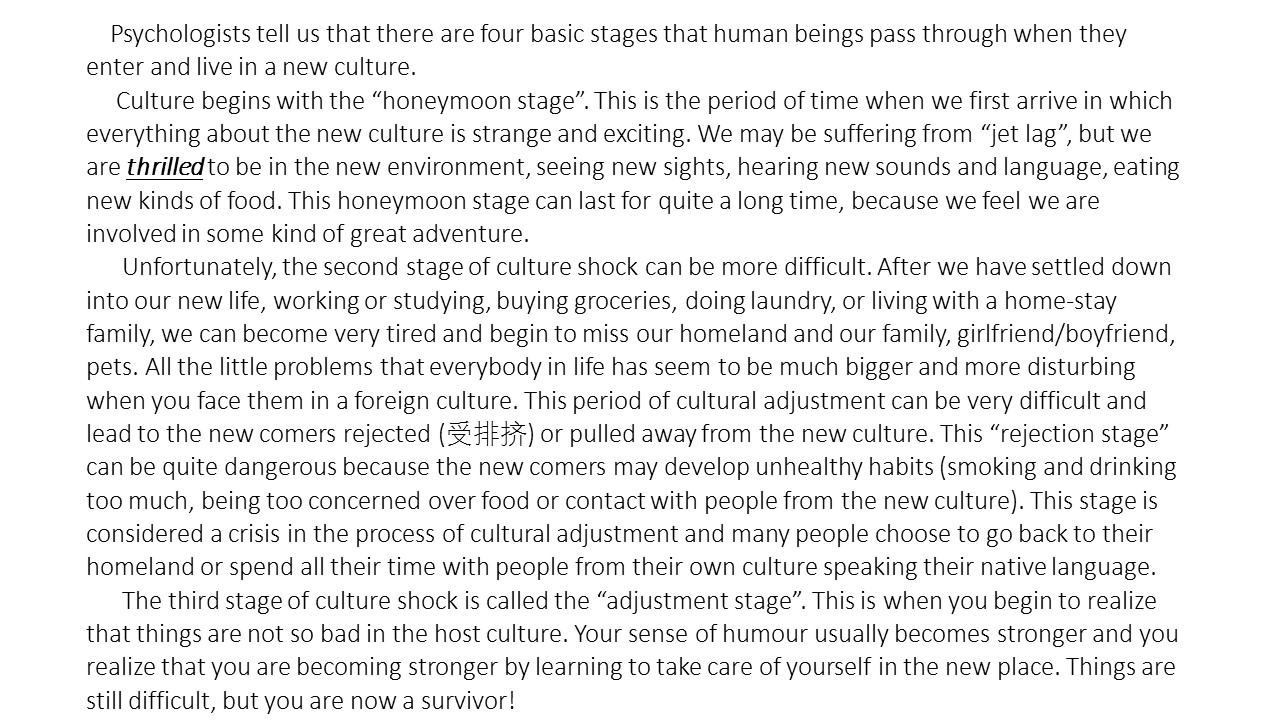 Psychologists tell us that there are four basic stages that human beings pass through when they
enter and live in a new culture.
Culture begins with the “honeymoon stage”. This is the period of time when we first arrive in which
everything about the new culture is strange and exciting. We may be suffering from “jet lag”, but we
are thrilled to be in the new environment, seeing new sights, hearing new sounds and language, eating
new kinds of food. This honeymoon stage can last for quite a long time, because we feel we are
involved in some kind of great adventure.
Unfortunately, the second stage of culture shock can be more difficult. After we have settled down
into our new life, working or studying, buying groceries, doing laundry, or living with a home-stay
family, we can become very tired and begin to miss our homeland and our family, girlfriend/boyfriend,
pets. All the little problems that everybody in life has seem to be much bigger and more disturbing
when you face them in a foreign culture. This period of cultural adjustment can be very difficult and
lead to the new comers rejected (受排挤) or pulled away from the new culture. This “rejection stage”
can be quite dangerous because the new comers may develop unhealthy habits (smoking and drinking
too much, being too concerned over food or contact with people from the new culture). This stage is
considered a crisis in the process of cultural adjustment and many people choose to go back to their
homeland or spend all their time with people from their own culture speaking their native language.
The third stage of culture shock is called the “adjustment stage”. This is when you begin to realize
that things are not so bad in the host culture. Your sense of humour usually becomes stronger and you
realize that you are becoming stronger by learning to take care of yourself in the new place. Things are
still difficult, but you are now a survivor!